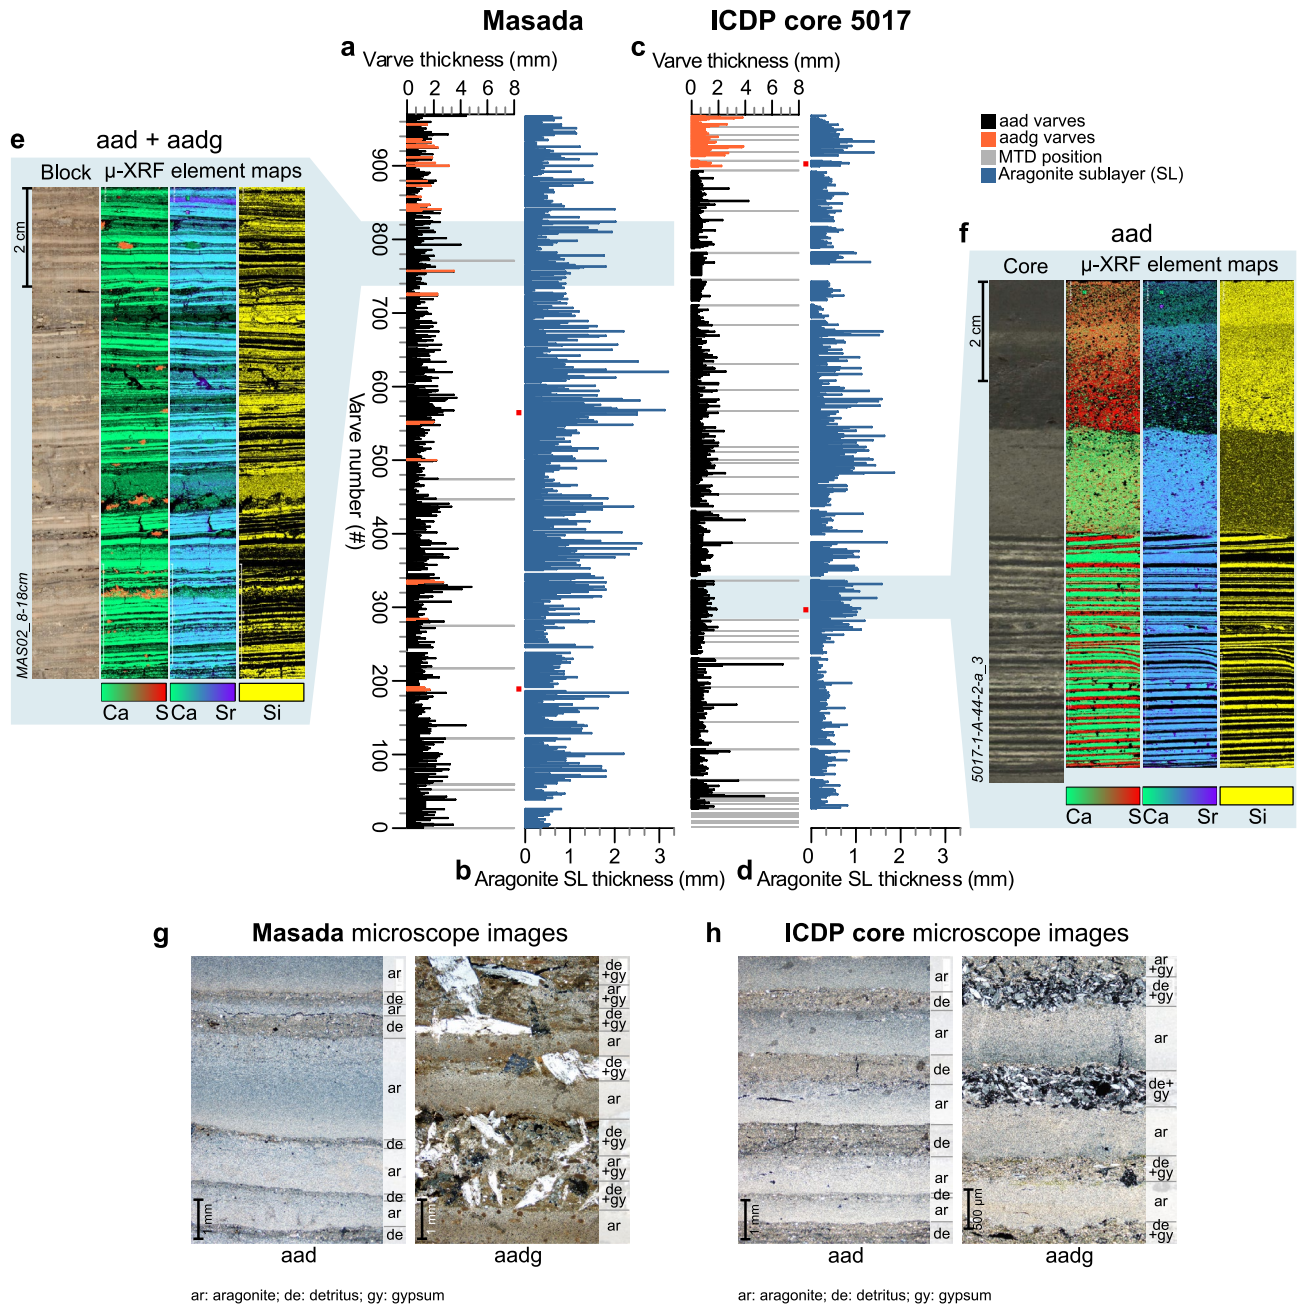 Masada
ICDP core 5017
a
Varve thickness (mm)
0 2 4 6 8
c
Varve thickness (mm)
0 2 4 6 8
aad varves
aadg varves
MTD position
Aragonite sublayer (SL)
e
aad + aadg
Block
µ-XRF element maps
2 cm
MAS02_8-18cm
Ca S
Ca Sr
Si
900
800
700
600
500
400
300
200
100
0
Varve number (#)
0 1 2 3
b
Aragonite SL thickness (mm)
0 1 2 3
d
Aragonite SL thickness (mm)
f
aad
Core
µ-XRF element maps
2 cm
5017-1-A-44-2-a_3
Ca S
Ca Sr
Si
g
Masada microscope images
ar
de
ar
de
ar
de
ar
de
ar
de
1 mm
aad
de
+gy
ar
+gy
de
+gy
ar
de
+gy
ar
de
+gy
ar
+gy
de
+gy
ar
1 mm
aadg
ar: aragonite; de: detritus; gy: gypsum
h
ICDP core microscope images
ar
de
ar
de
ar
de
ar
de
ar
de
1 mm
aad
ar
+gy
de
+gy
ar
de+
gy
ar
de
+gy
ar
de
+gy
500 µm
aadg
ar: aragonite; de: detritus; gy: gypsum